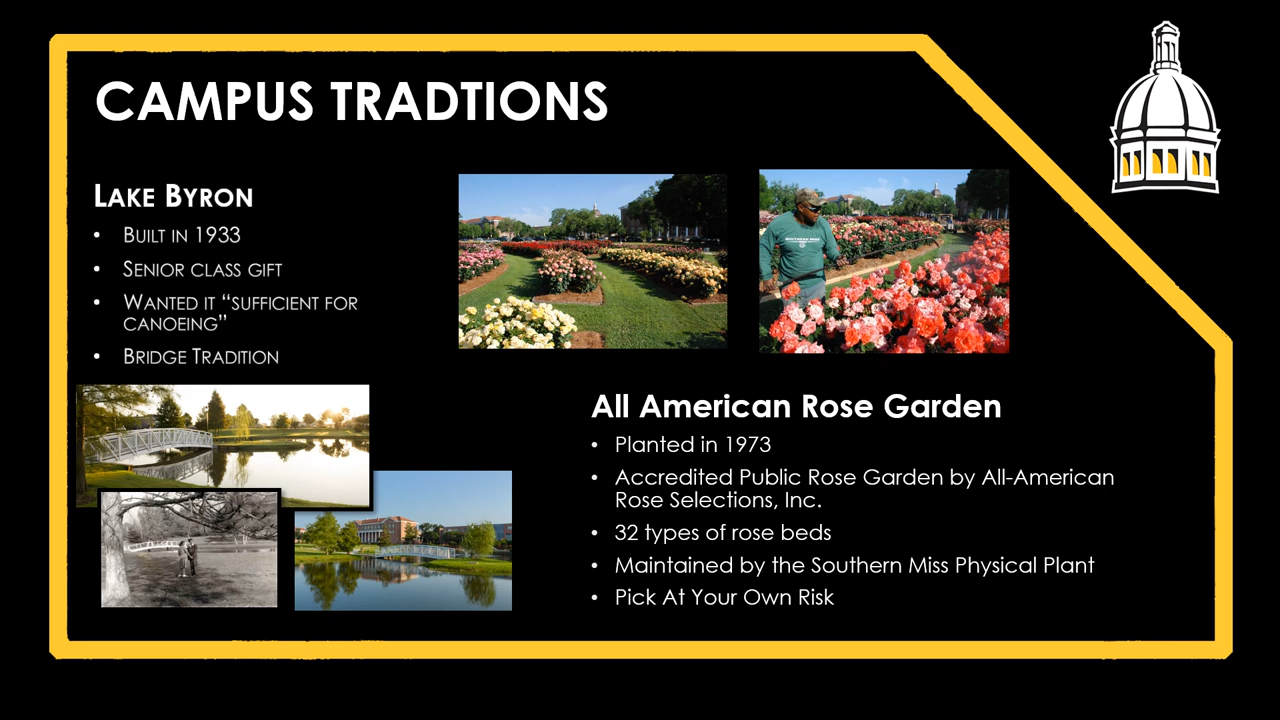 CAMPUS TRADTIONS
LAKE BYRON
• BUILT IN 1933
• SENIOR CLASS GIFT
• WANTED IT “SUFFICIENT FOR
CANOEING”
• BRIDGE TRADITION
All American Rose Garden
• Planted in 1973
• Accredited Public Rose Garden by All-American
Rose Selections, Inc.
• 32 types of rose beds
• Maintained by the Southern Miss Physical Plant
• Pick At Your Own Risk